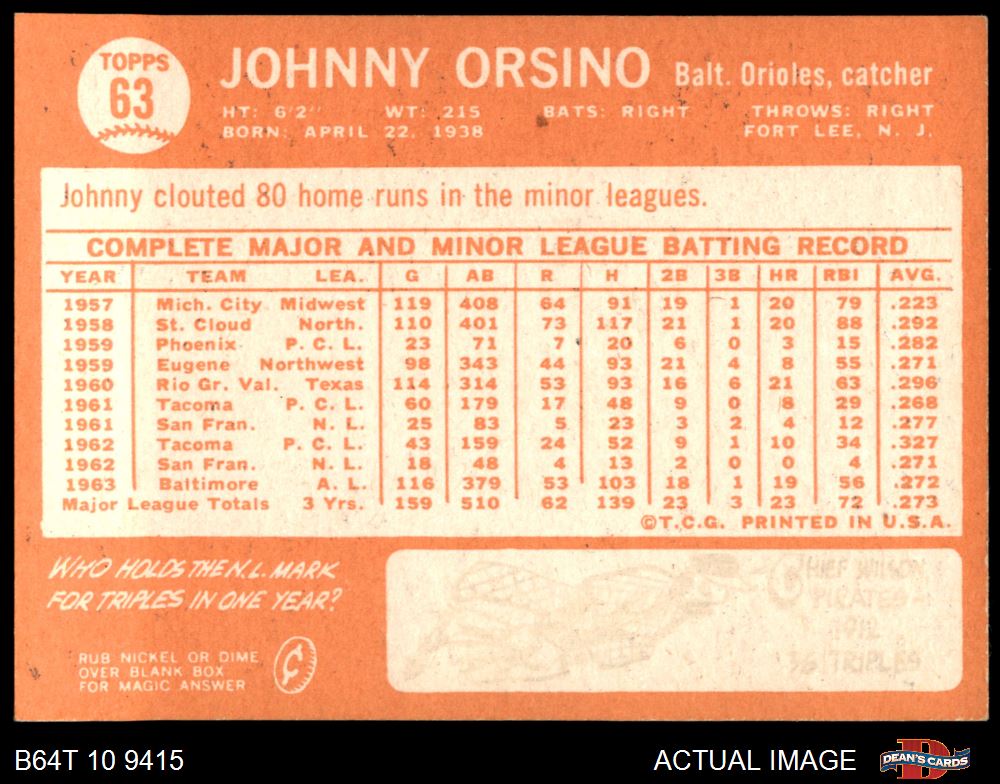 TOPPS
63
JOHNNY ORSINO Balt. Orioles, catcher
HT: 6'2" WT: 215 BATS: RIGHT THROWS: RIGHT
BORN: APRIL 22, 1938 FORT LEE, N. J.
Johnny clouted 80 home runs in the minor leagues.
COMPLETE MAJOR AND MINOR LEAGUE BATTING RECORD
YEAR TEAM LEA. G AB R H 2B 3B HR RBI AVG.
1957 Mich. City Midwest 119 408 64 91 19 1 20 79 .223
1958 St. Cloud North. 110 401 73 117 21 1 20 88 .292
1959 Phoenix P. C. L. 23 71 7 20 6 0 3 15 .282
1959 Eugene Northwest 98 343 44 93 21 4 8 55 .271
1960 Rio Gr. Val. Texas 114 314 53 93 16 6 21 63 .296
1961 Tacoma P. C. L. 60 179 17 48 9 0 8 29 .268
1961 San Fran. N. L. 25 83 5 23 3 2 4 12 .277
1962 Tacoma P. C. L. 43 159 24 52 9 1 10 34 .327
1962 San Fran. N. L. 18 48 4 13 2 0 0 4 .271
1963 Baltimore A. L. 116 379 53 103 18 1 19 56 .272
Major League Totals 3 Yrs. 159 510 62 139 23 3 23 72 .273
©T.C.G. PRINTED IN U.S.A.
WHO HOLDS THE N.L. MARK
FOR TRIPLES IN ONE YEAR?
RUB NICKEL OR DIME
OVER BLANK BOX
FOR MAGIC ANSWER
¢
CHIEF WILSON,
PIRATES-
1912
36 TRIPLES
B64T 10 9415
ACTUAL IMAGE
DEAN'S CARDS